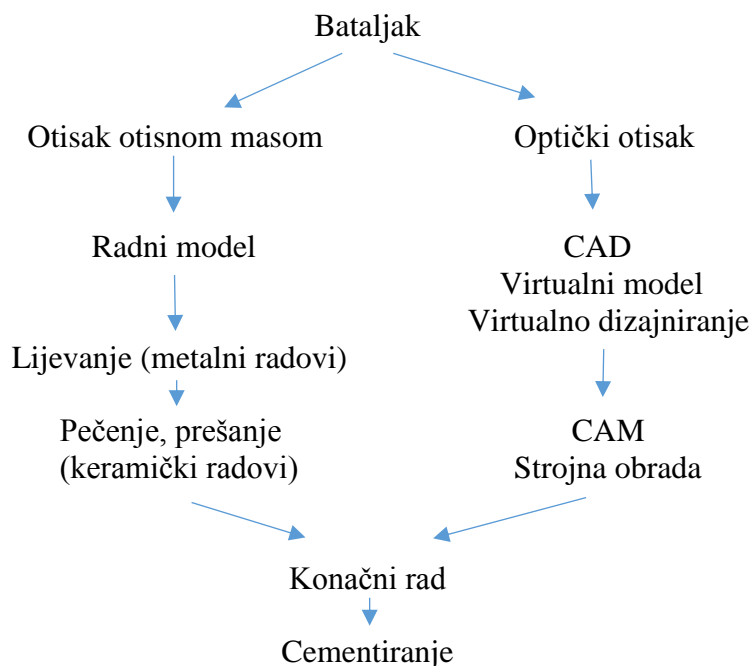 Bataljak
Otisak otisnom masom
Optički otisak
Radni model
CAD
Virtualni model
Virtualno dizajniranje
Lijevanje (metalni radovi)
Pečenje, prešanje
(keramički radovi)
CAM
Strojna obrada
Konačni rad
Cementiranje